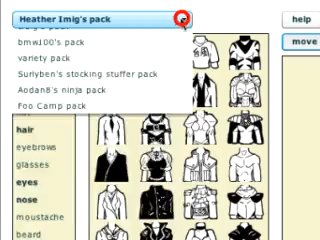 Heather Imig's pack
help
move
bmw100's pack
variety pack
Surlyben's stocking stuffer pack
Aodan8's ninja pack
Foo Camp pack
hair
eyebrows
glasses
eyes
nose
moustache
beard